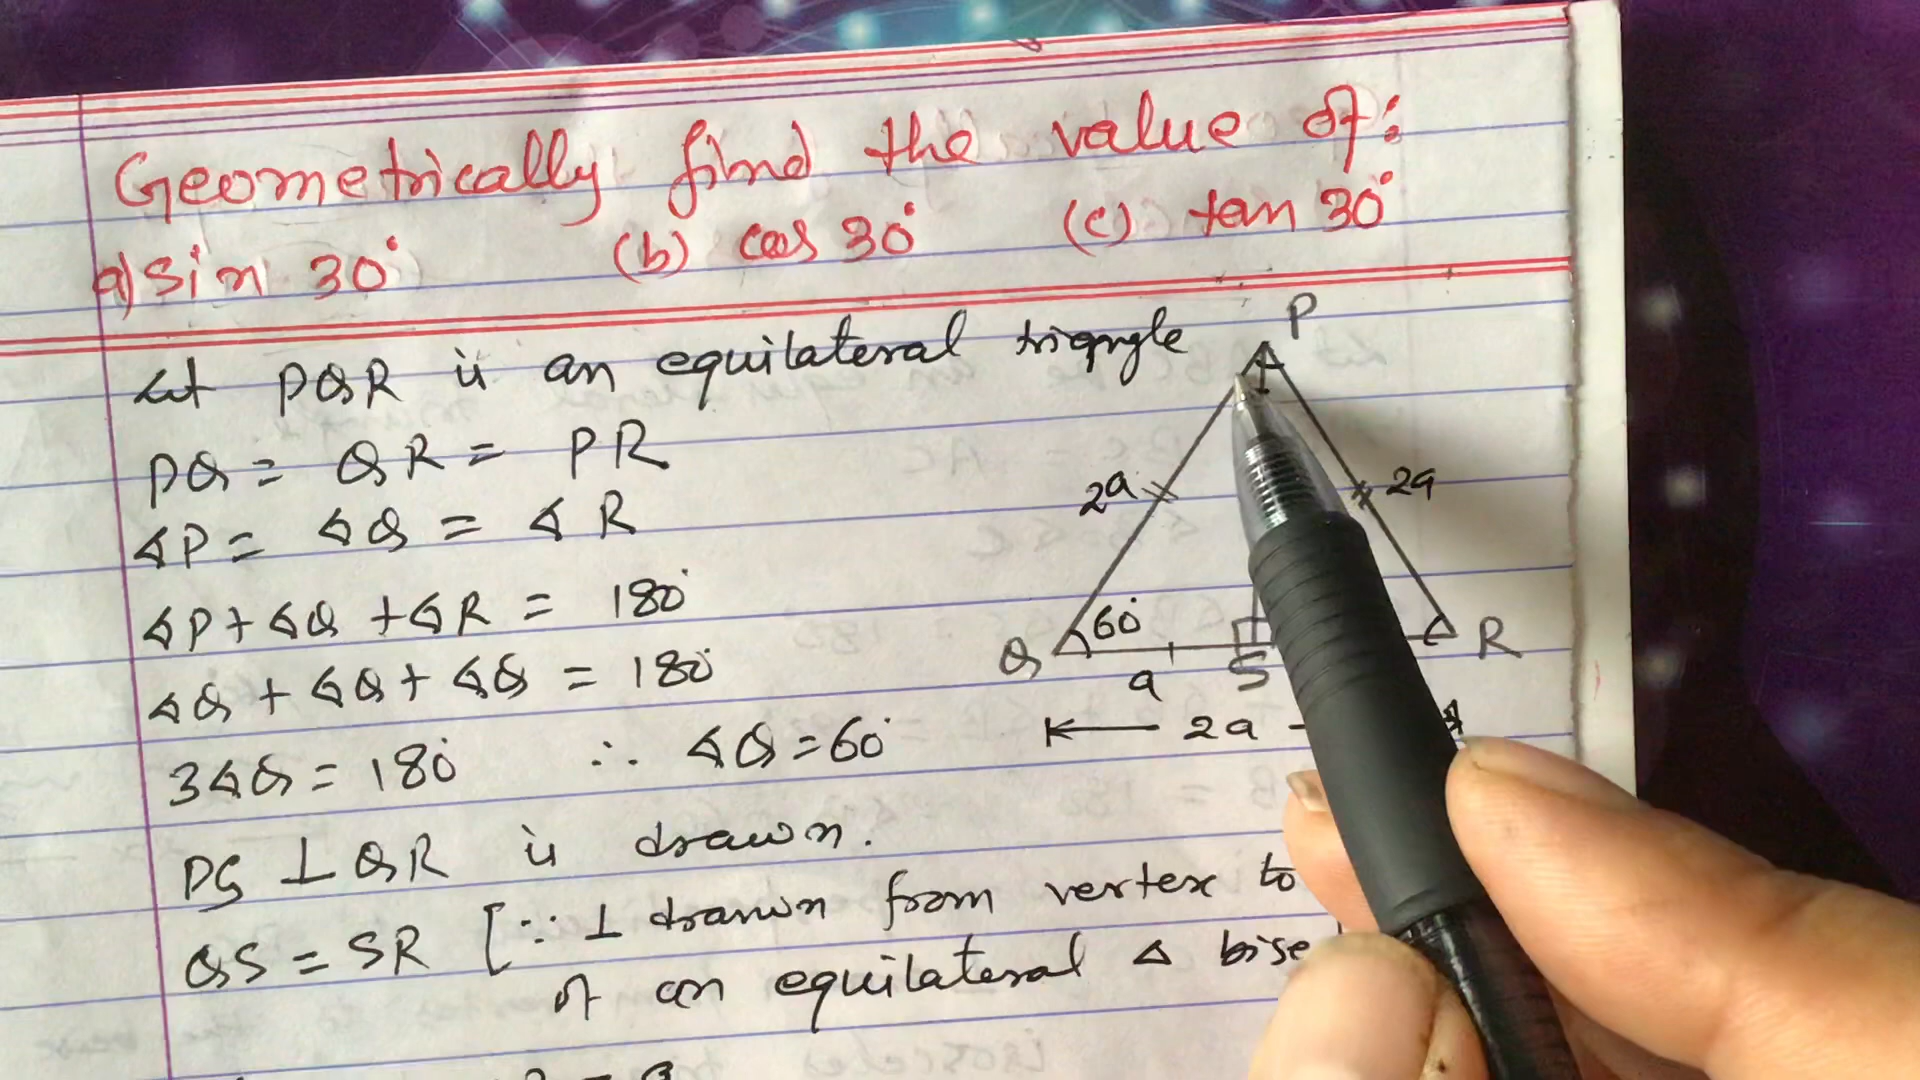 Geometrically find the value of:
a) sin 30° (b) cos 30° (c) tan 30°
Let PQR is an equilateral triangle
PQ = QR = PR
∠P = ∠Q = ∠R
∠P + ∠Q + ∠R = 180°
∠Q + ∠Q + ∠Q = 180°
3∠Q = 180° ∴ ∠Q = 60°
PS ⊥ QR is drawn.
QS = SR [∵ ⊥ drawn from vertex to
of an equilateral Δ bise
P
2a 2a
60°
Q S R
a
2a